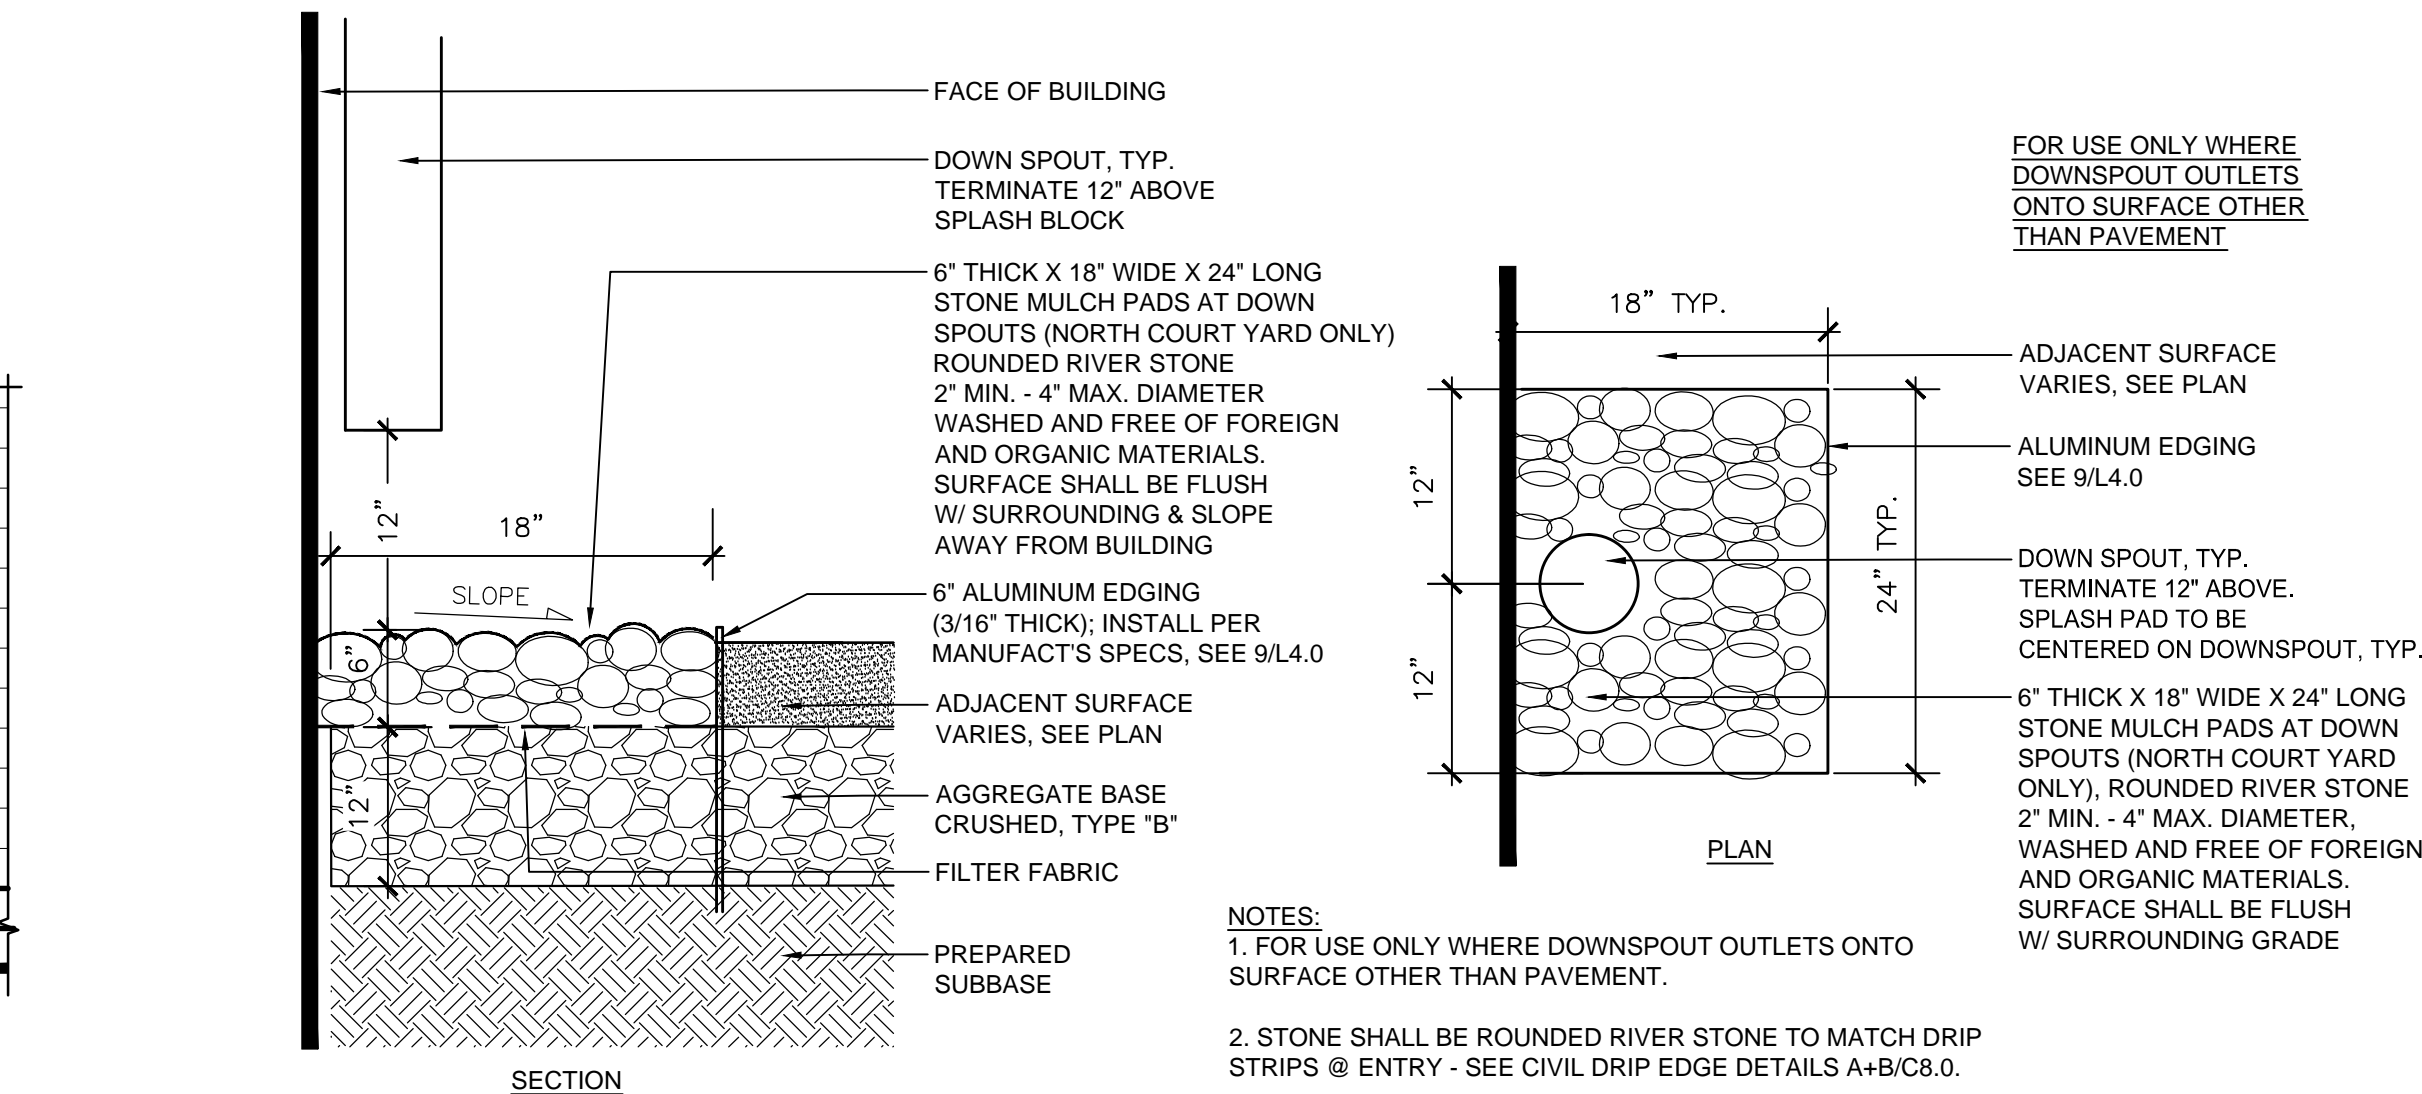 FACE OF BUILDING
DOWN SPOUT, TYP.
TERMINATE 12" ABOVE
SPLASH BLOCK
6" THICK X 18" WIDE X 24" LONG
STONE MULCH PADS AT DOWN
SPOUTS (NORTH COURT YARD ONLY)
ROUNDED RIVER STONE
2" MIN. - 4" MAX. DIAMETER
WASHED AND FREE OF FOREIGN
AND ORGANIC MATERIALS.
SURFACE SHALL BE FLUSH
W/ SURROUNDING & SLOPE
AWAY FROM BUILDING
6" ALUMINUM EDGING
(3/16" THICK); INSTALL PER
MANUFACT'S SPECS, SEE 9/L4.0
ADJACENT SURFACE
VARIES, SEE PLAN
AGGREGATE BASE
CRUSHED, TYPE "B"
FILTER FABRIC
PREPARED
SUBBASE
12"
18"
SLOPE
6"
12"
SECTION
FOR USE ONLY WHERE
DOWNSPOUT OUTLETS
ONTO SURFACE OTHER
THAN PAVEMENT
18" TYP.
12"
12"
24" TYP.
ADJACENT SURFACE
VARIES, SEE PLAN
ALUMINUM EDGING
SEE 9/L4.0
DOWN SPOUT, TYP.
TERMINATE 12" ABOVE.
SPLASH PAD TO BE
CENTERED ON DOWNSPOUT, TYP.
6" THICK X 18" WIDE X 24" LONG
STONE MULCH PADS AT DOWN
SPOUTS (NORTH COURT YARD
ONLY), ROUNDED RIVER STONE
2" MIN. - 4" MAX. DIAMETER,
WASHED AND FREE OF FOREIGN
AND ORGANIC MATERIALS.
SURFACE SHALL BE FLUSH
W/ SURROUNDING GRADE
PLAN
NOTES:
1. FOR USE ONLY WHERE DOWNSPOUT OUTLETS ONTO
SURFACE OTHER THAN PAVEMENT.
2. STONE SHALL BE ROUNDED RIVER STONE TO MATCH DRIP
STRIPS @ ENTRY - SEE CIVIL DRIP EDGE DETAILS A+B/C8.0.